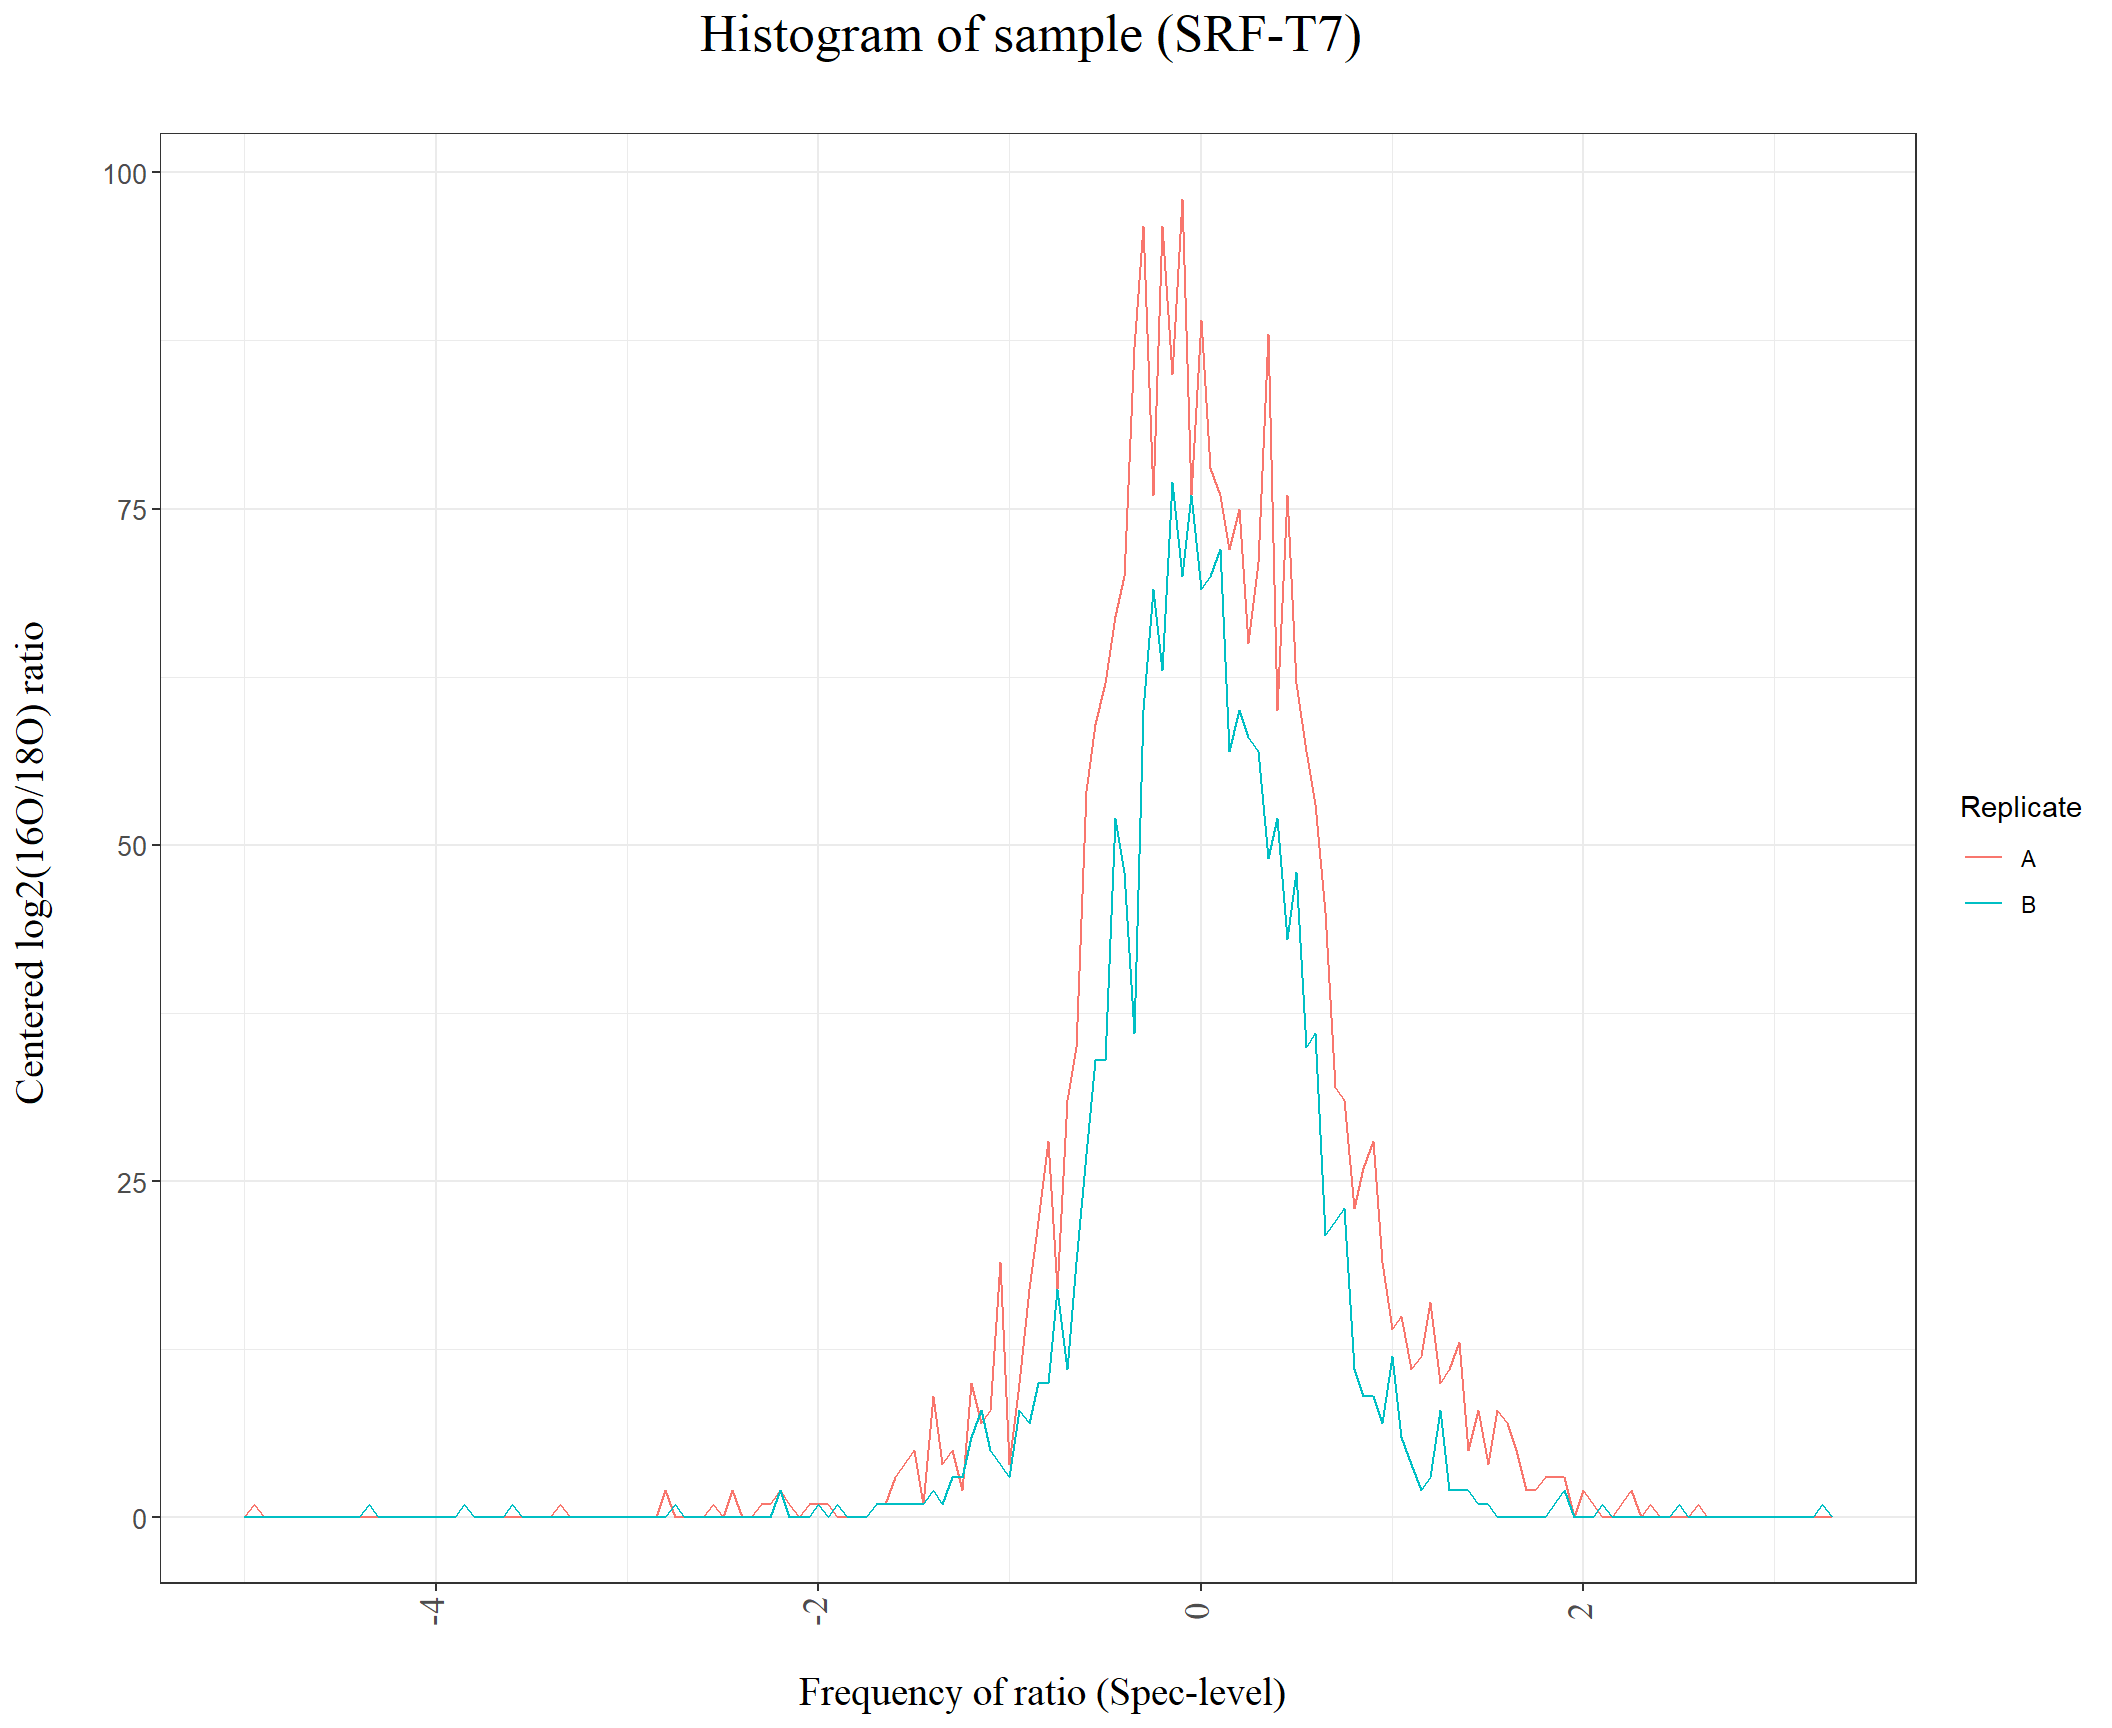 Histogram of sample (SRF-T7)
100
75
50
25
0
Centered log2(16O/18O) ratio
-4
-2
0
2
Frequency of ratio (Spec-level)
Replicate
A
B